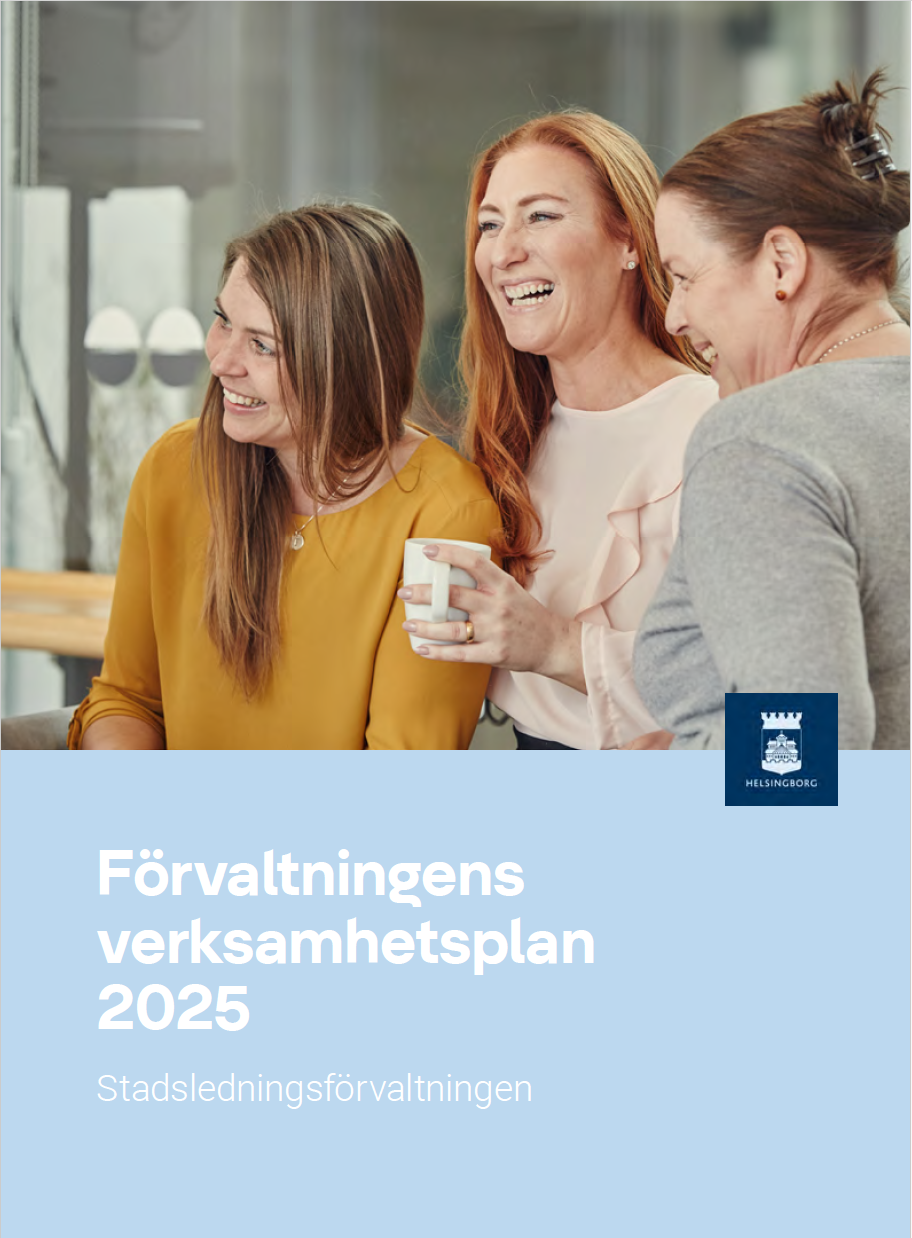 HELSINGBORG
Förvaltningens
verksamhetsplan
2025
Stadsledningsförvaltningen